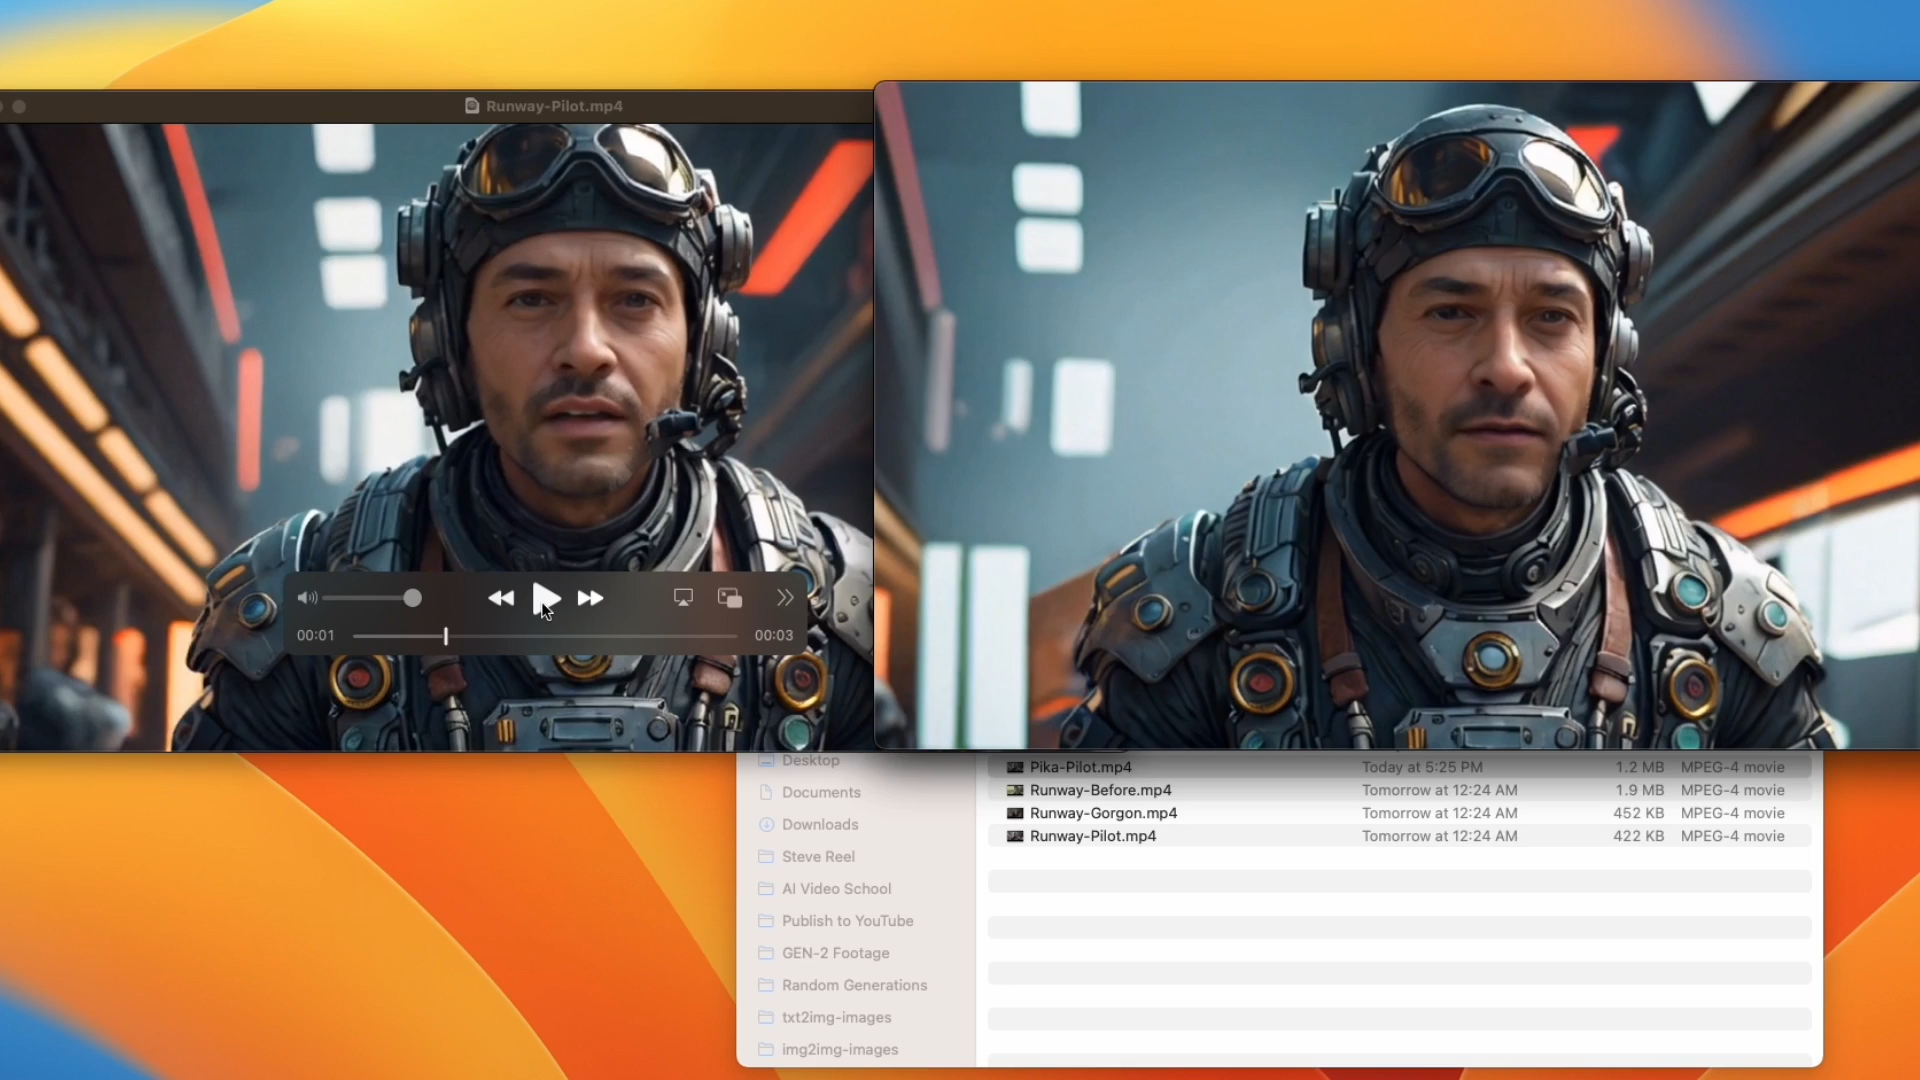 Runway-Pilot.mp4
00:01
00:03
Desktop
Documents
Downloads
Steve Reel
AI Video School
Publish to YouTube
GEN-2 Footage
Random Generations
txt2img-images
img2img-images
Pika-Pilot.mp4 Today at 5:25 PM 1.2 MB MPEG-4 movie
Runway-Before.mp4 Tomorrow at 12:24 AM 1.9 MB MPEG-4 movie
Runway-Gorgon.mp4 Tomorrow at 12:24 AM 452 KB MPEG-4 movie
Runway-Pilot.mp4 Tomorrow at 12:24 AM 422 KB MPEG-4 movie